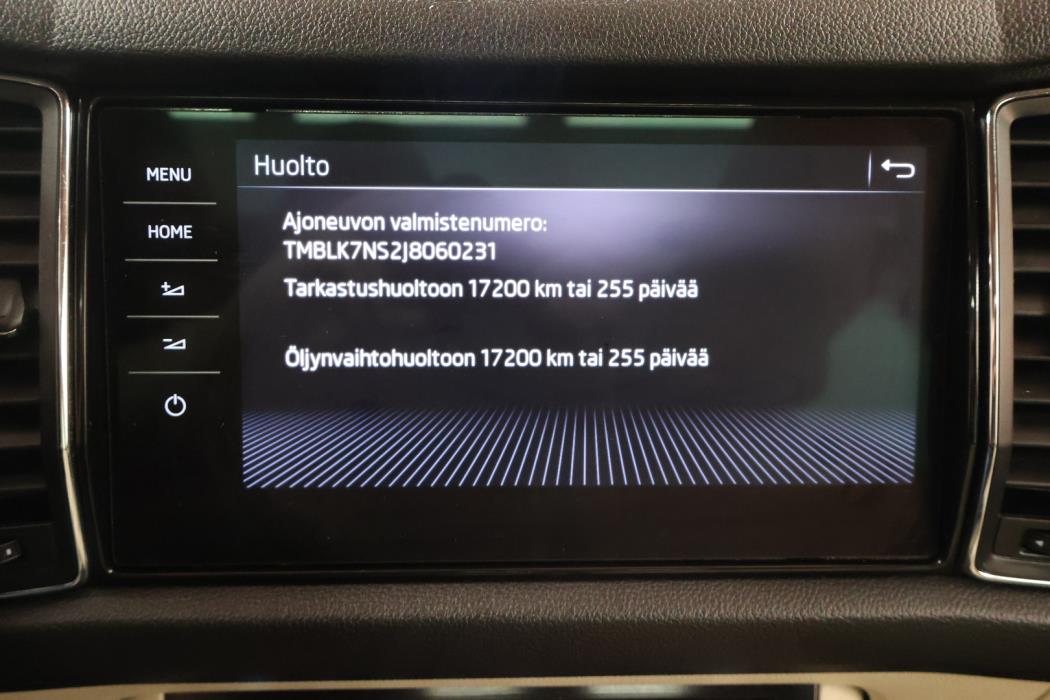 MENU
HOME
Huolto
Ajoneuvon valmistenumero:
TMBLK7NS2J8060231
Tarkastushuoltoon 17200 km tai 255 päivää
Öljynvaihtohuoltoon 17200 km tai 255 päivää